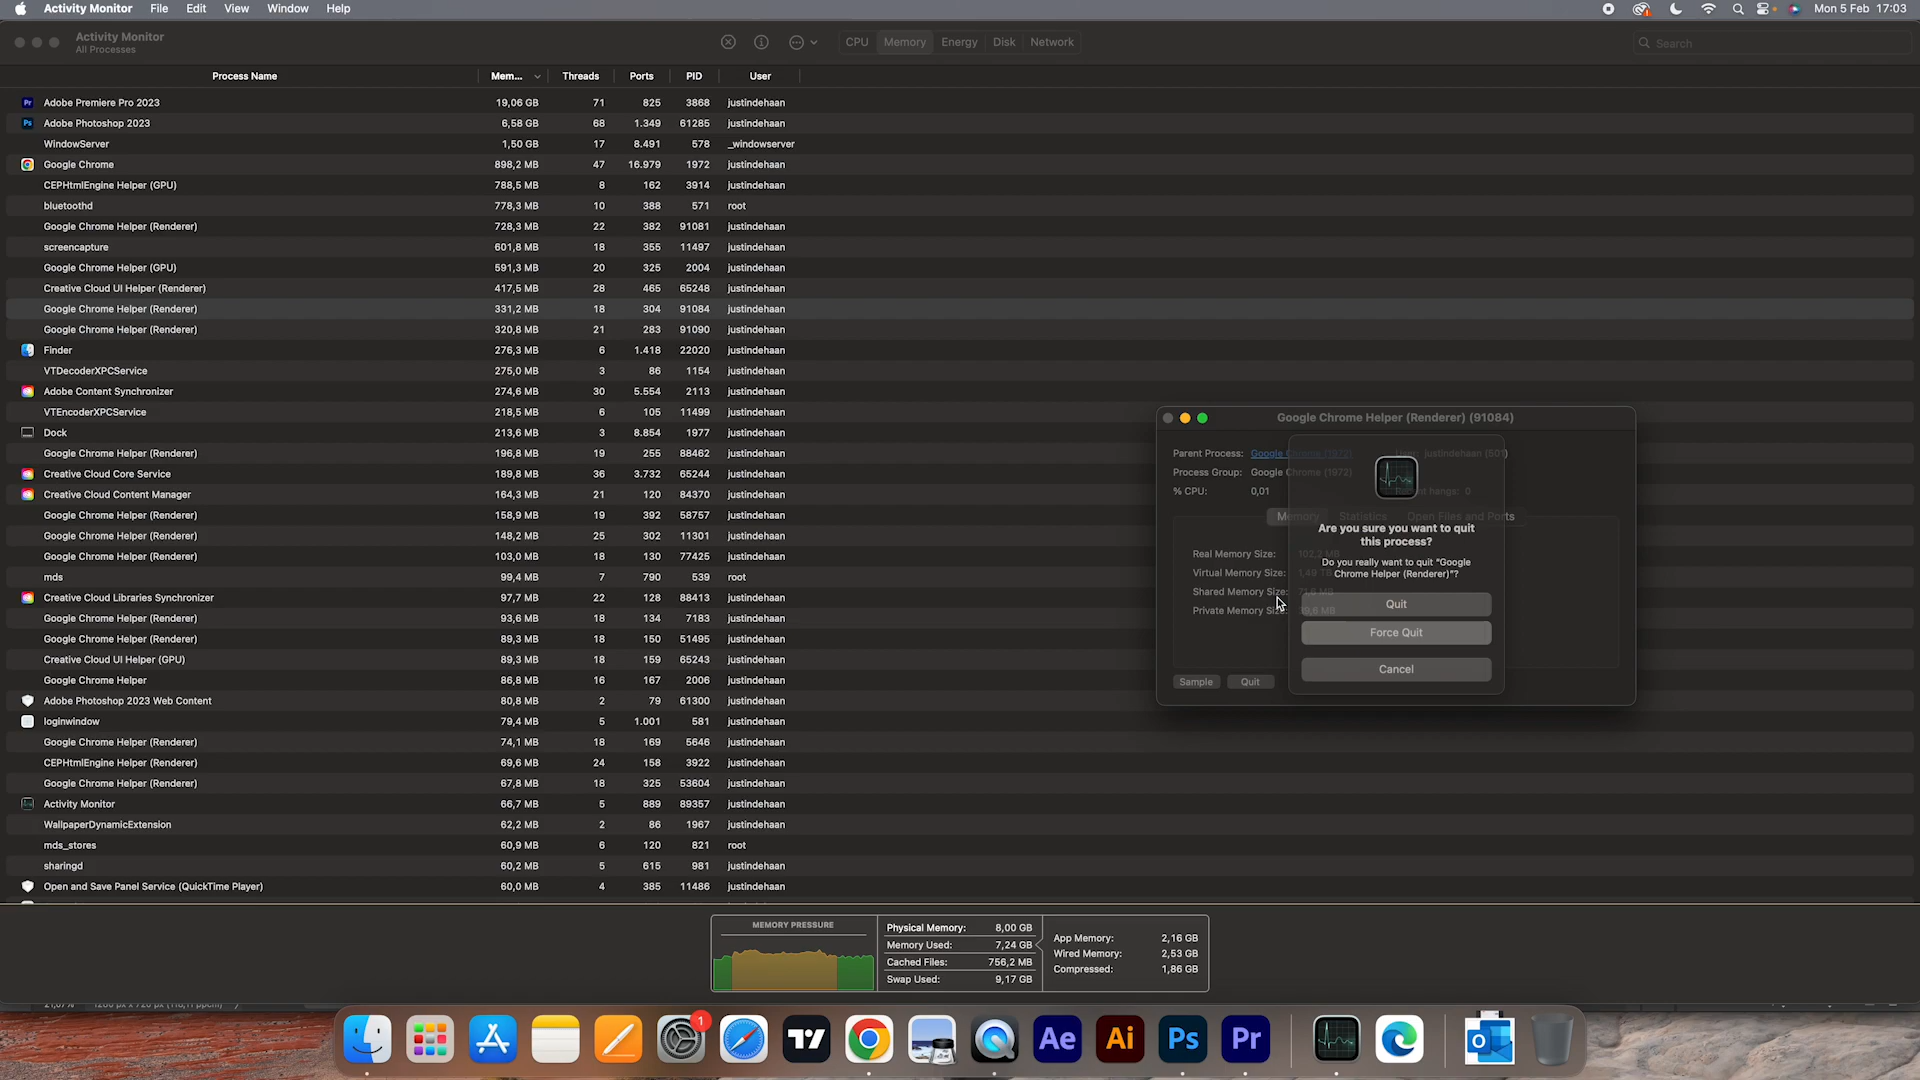 Activity Monitor File Edit View Window Help Mon 5 Feb 17:03
Activity Monitor
All Processes
CPU Memory Energy Disk Network Search
Process Name Mem... Threads Ports PID User
Adobe Premiere Pro 2023 19,06 GB 71 825 3868 justindehaan
Adobe Photoshop 2023 6,58 GB 68 1.349 61285 justindehaan
WindowServer 1,50 GB 17 8.491 578 _windowserver
Google Chrome 898,2 MB 47 16.979 1972 justindehaan
CEPHtmlEngine Helper (GPU) 788,5 MB 8 162 3914 justindehaan
bluetoothd 778,3 MB 10 388 571 root
Google Chrome Helper (Renderer) 728,3 MB 22 382 91081 justindehaan
screencapture 601,8 MB 18 355 11497 justindehaan
Google Chrome Helper (GPU) 591,3 MB 20 325 2004 justindehaan
Creative Cloud UI Helper (Renderer) 417,5 MB 28 465 65248 justindehaan
Google Chrome Helper (Renderer) 331,2 MB 18 304 91084 justindehaan
Google Chrome Helper (Renderer) 320,8 MB 21 283 91090 justindehaan
Finder 276,3 MB 6 1.418 22020 justindehaan
VTDecoderXPCService 275,0 MB 3 86 1154 justindehaan
Adobe Content Synchronizer 274,6 MB 30 5.554 2113 justindehaan
VTEncoderXPCService 218,5 MB 6 105 11499 justindehaan
Dock 213,6 MB 3 8.854 1977 justindehaan
Google Chrome Helper (Renderer) 196,8 MB 19 255 88462 justindehaan
Creative Cloud Core Service 189,8 MB 36 3.732 65244 justindehaan
Creative Cloud Content Manager 164,3 MB 21 120 84370 justindehaan
Google Chrome Helper (Renderer) 158,9 MB 19 392 58757 justindehaan
Google Chrome Helper (Renderer) 148,2 MB 25 302 11301 justindehaan
Google Chrome Helper (Renderer) 103,0 MB 18 130 77425 justindehaan
mds 99,4 MB 7 790 539 root
Creative Cloud Libraries Synchronizer 97,7 MB 22 128 88413 justindehaan
Google Chrome Helper (Renderer) 93,6 MB 18 134 7183 justindehaan
Google Chrome Helper (Renderer) 89,3 MB 18 150 51495 justindehaan
Creative Cloud UI Helper (GPU) 89,3 MB 18 159 65243 justindehaan
Google Chrome Helper 86,8 MB 16 167 2006 justindehaan
Adobe Photoshop 2023 Web Content 80,8 MB 2 79 61300 justindehaan
loginwindow 79,4 MB 5 1.001 581 justindehaan
Google Chrome Helper (Renderer) 74,1 MB 18 169 5646 justindehaan
CEPHtmlEngine Helper (Renderer) 69,6 MB 24 158 3922 justindehaan
Google Chrome Helper (Renderer) 67,8 MB 18 325 53604 justindehaan
Activity Monitor 66,7 MB 5 889 89357 justindehaan
WallpaperDynamicExtension 62,2 MB 2 86 1967 justindehaan
mds_stores 60,9 MB 6 120 821 root
sharingd 60,2 MB 5 615 981 justindehaan
Open and Save Panel Service (QuickTime Player) 60,0 MB 4 385 11486 justindehaan
Google Chrome Helper (Renderer) (91084)
Parent Process: Google Chrome (1972) User: justindehaan (501)
Process Group: Google Chrome (1972)
% CPU: 0,01 hangs: 0
Memory Statistics Open Files and Ports
Real Memory Size: 102,2 MB
Virtual Memory Size:
Shared Memory Size:
Private Memory Size:
Sample Quit
Are you sure you want to quit
this process?
Do you really want to quit “Google
Chrome Helper (Renderer)”?
Quit
Force Quit
Cancel
MEMORY PRESSURE
Physical Memory: 8,00 GB
Memory Used: 7,24 GB
Cached Files: 756,2 MB
Swap Used: 9,17 GB
App Memory: 2,16 GB
Wired Memory: 2,53 GB
Compressed: 1,86 GB
1
Ae Ai Ps Pr